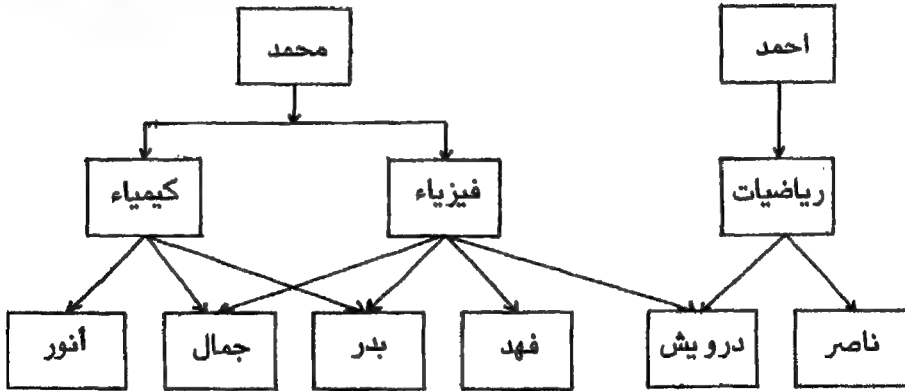 احمد
محمد
رياضيات
فيزياء
كيمياء
ناصر
درويش
فهد
بدر
جمال
أنور